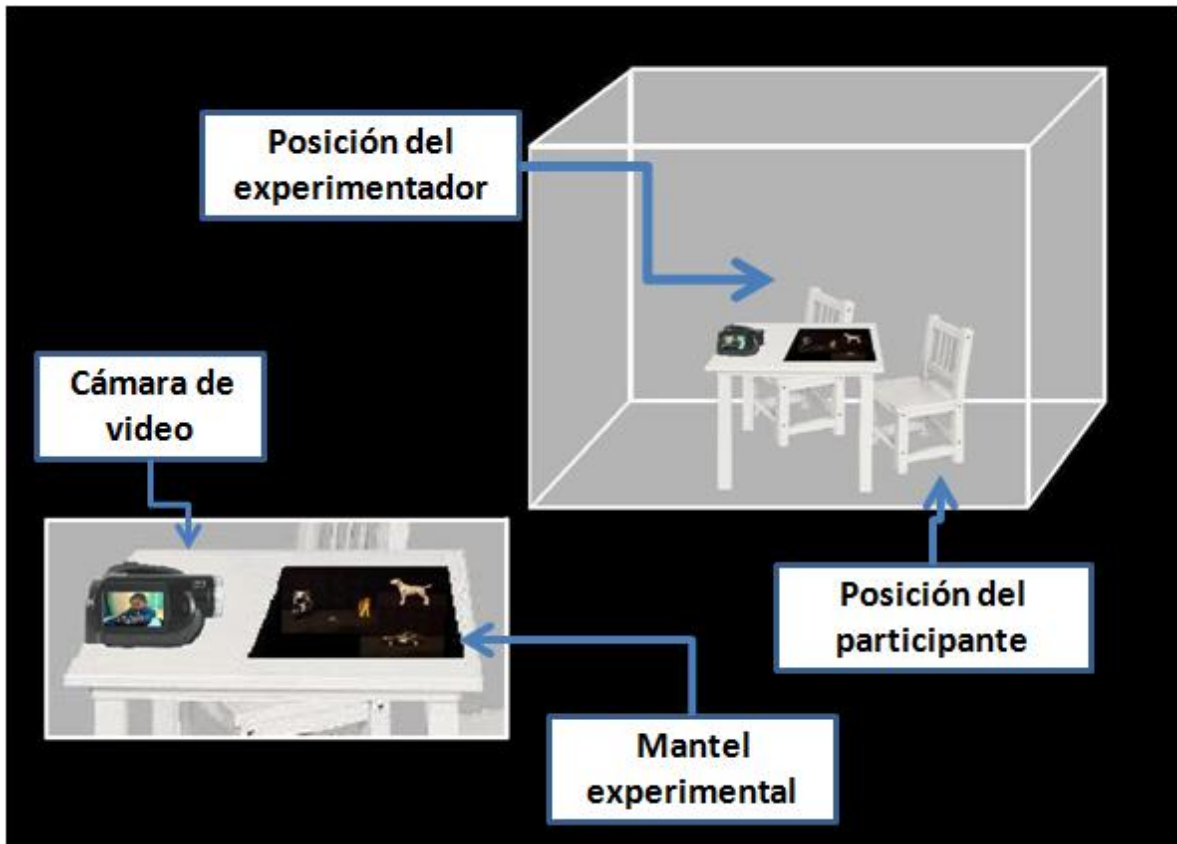 Posición del
experimentador
Cámara de
video
Posición del
participante
Mantel
experimental